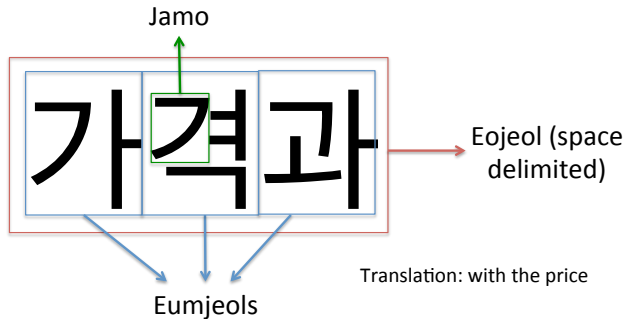 Jamo
가격과
Eojeol (space
delimited)
Translation: with the price
Eumjeols